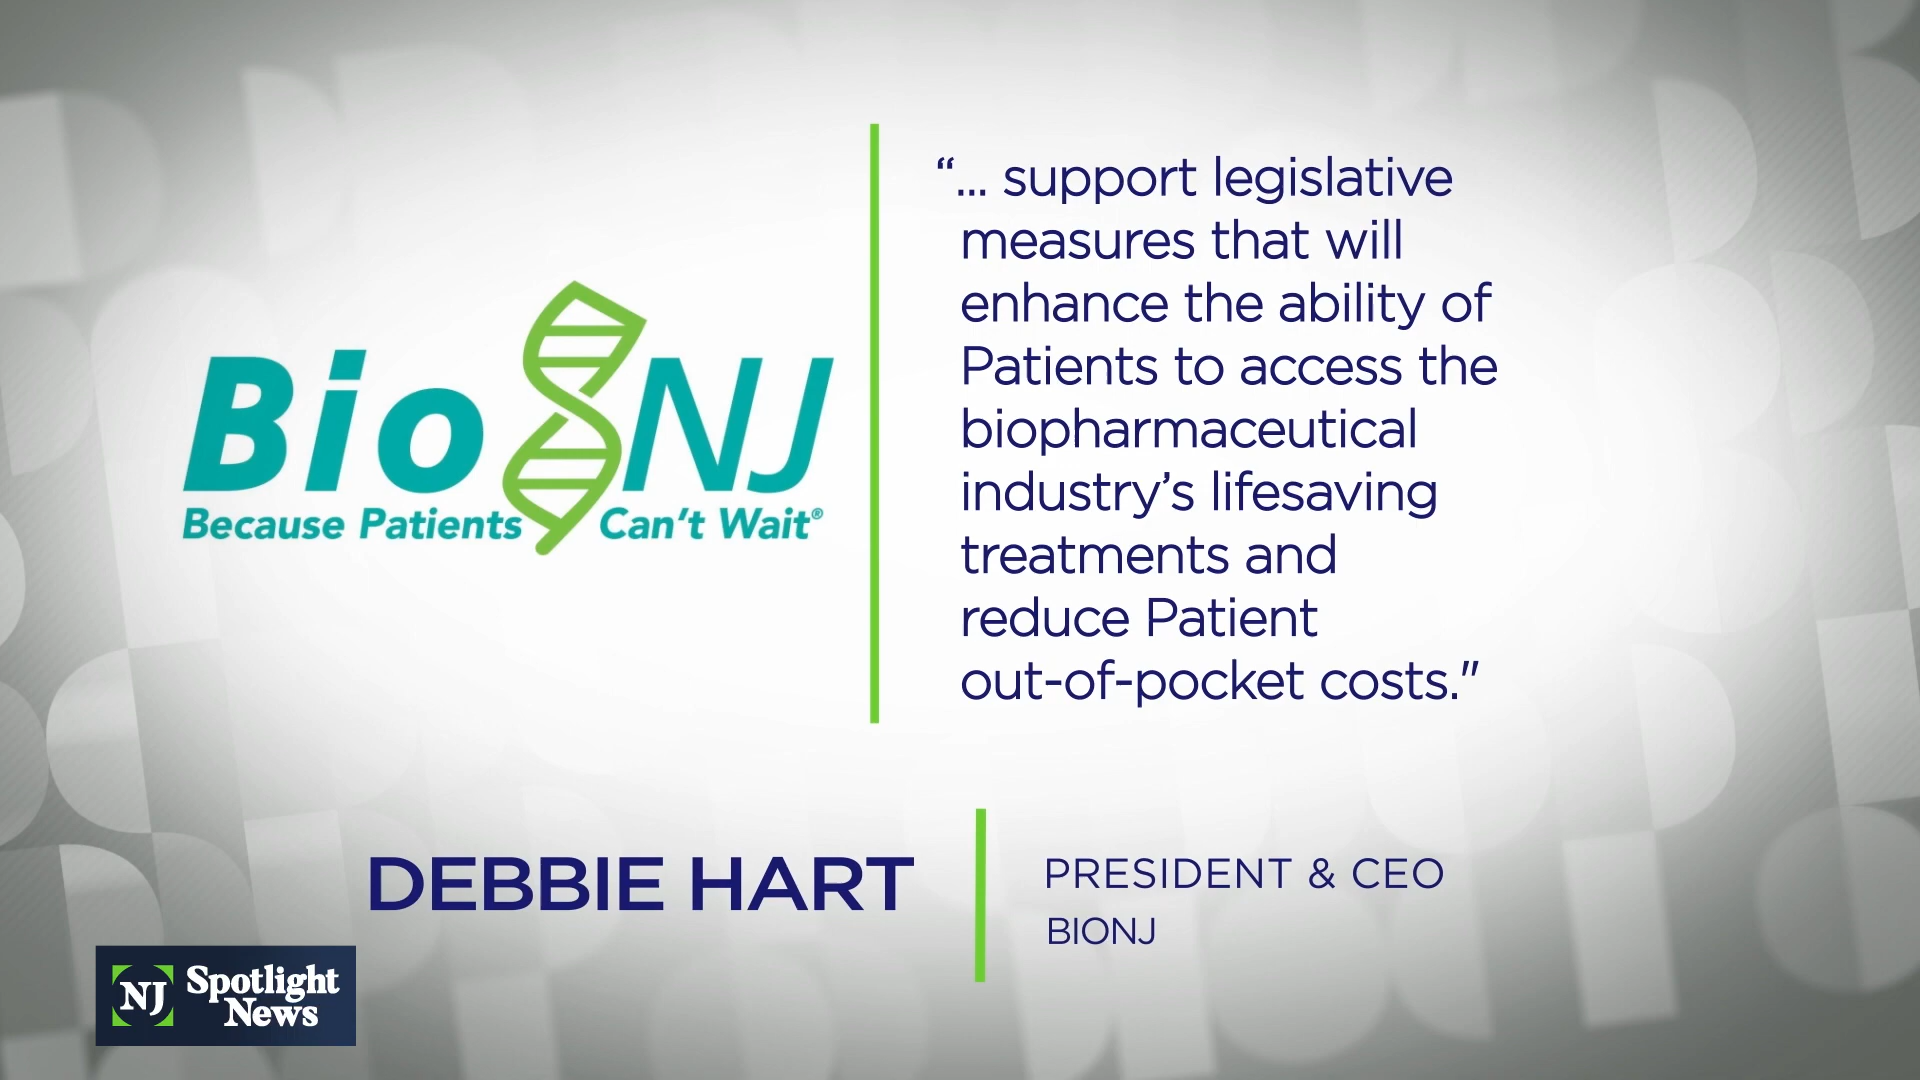 Bio NJ
Because Patients Can't Wait®
“... support legislative
measures that will
enhance the ability of
Patients to access the
biopharmaceutical
industry’s lifesaving
treatments and
reduce Patient
out-of-pocket costs."
DEBBIE HART
PRESIDENT & CEO
BIONJ
NJ Spotlight
News